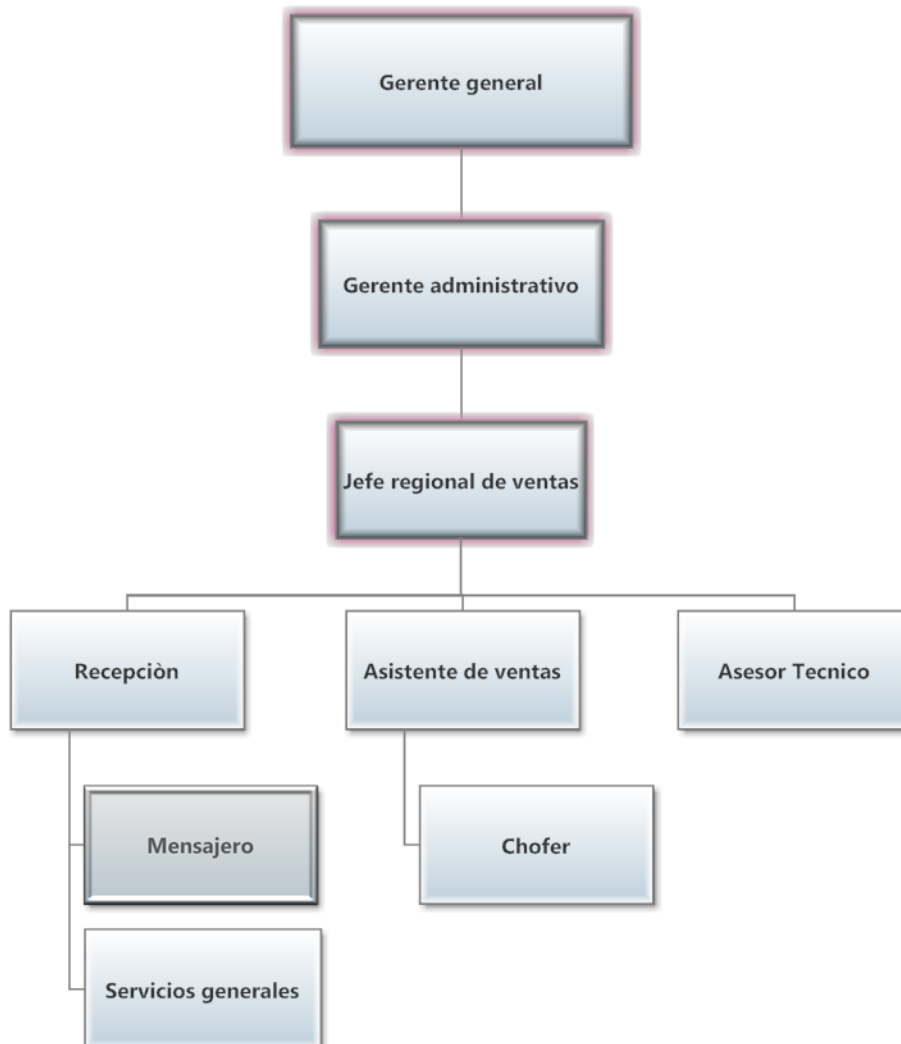 Gerente general
Gerente administrativo
Jefe regional de ventas
Recepciòn
Asistente de ventas
Asesor Tecnico
Mensajero
Chofer
Servicios generales